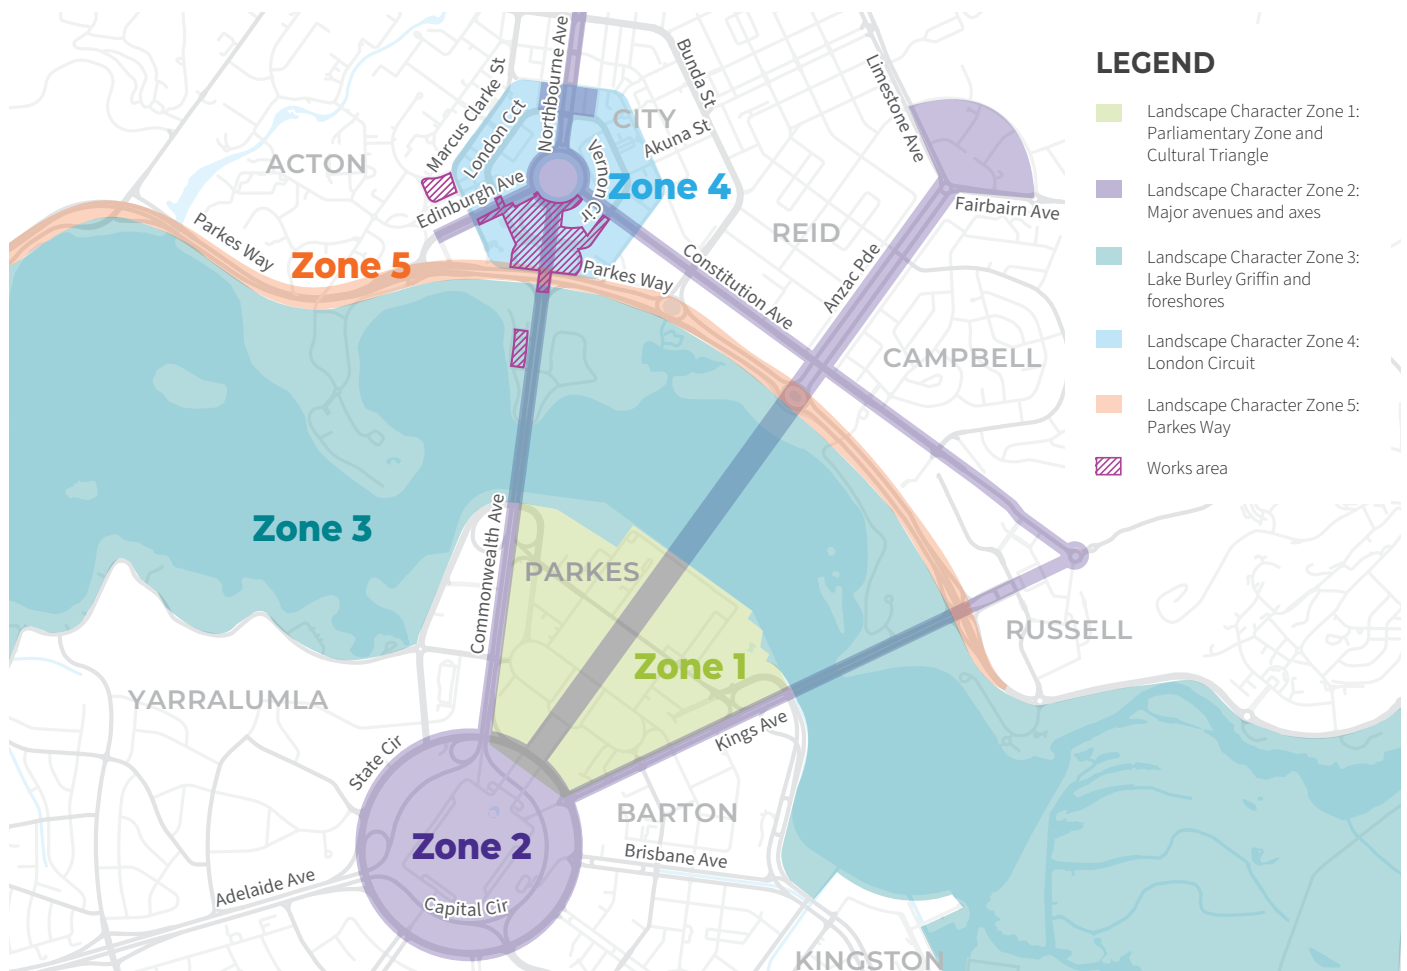 Northbourne Ave
Bunda St
Limestone Ave
Marcus Clarke St
London Cct
CITY
Akuna St
Vernon Cir
ACTON
Edinburgh Ave
Zone 4
Fairbairn Ave
Parkes Way
REID
Zone 5
Parkes Way
Constitution Ave
Anzac Pde
CAMPBELL
Zone 3
Commonwealth Ave
PARKES
RUSSELL
Zone 1
YARRALUMLA
Kings Ave
State Cir
BARTON
Zone 2
Brisbane Ave
Adelaide Ave
Capital Cir
KINGSTON
LEGEND
Landscape Character Zone 1:
Parliamentary Zone and
Cultural Triangle
Landscape Character Zone 2:
Major avenues and axes
Landscape Character Zone 3:
Lake Burley Griffin and
foreshores
Landscape Character Zone 4:
London Circuit
Landscape Character Zone 5:
Parkes Way
Works area